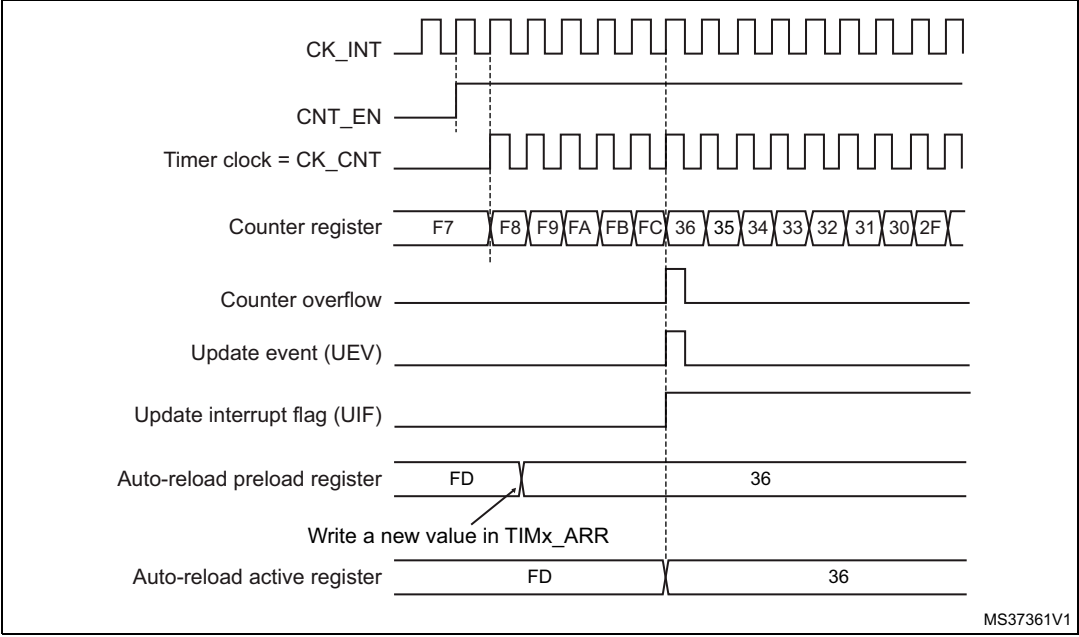 CK_INT
CNT_EN
Timer clock = CK_CNT
Counter register F7 F8 F9 FA FB FC 36 35 34 33 32 31 30 2F
Counter overflow
Update event (UEV)
Update interrupt flag (UIF)
Auto-reload preload register FD 36
Write a new value in TIMx_ARR
Auto-reload active register FD 36
MS37361V1